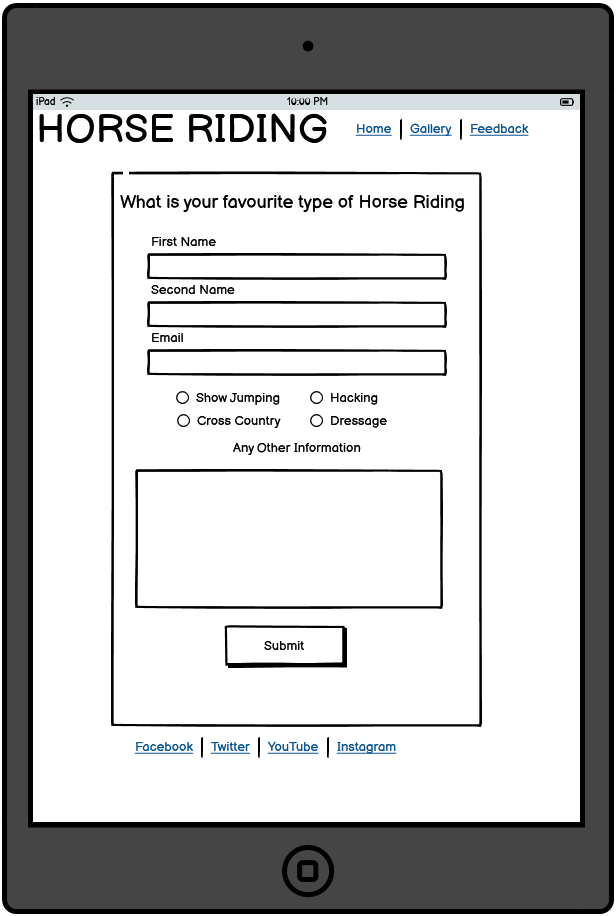 iPad 10:00 PM
HORSE RIDING Home Gallery Feedback
What is your favourite type of Horse Riding
First Name
Second Name
Email
Show Jumping Hacking
Cross Country Dressage
Any Other Information
Submit
Facebook Twitter YouTube Instagram